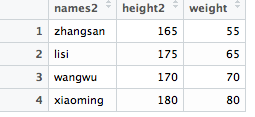 names2 height2 weight
1 zhangsan 165 55
2 lisi 175 65
3 wangwu 170 70
4 xiaoming 180 80